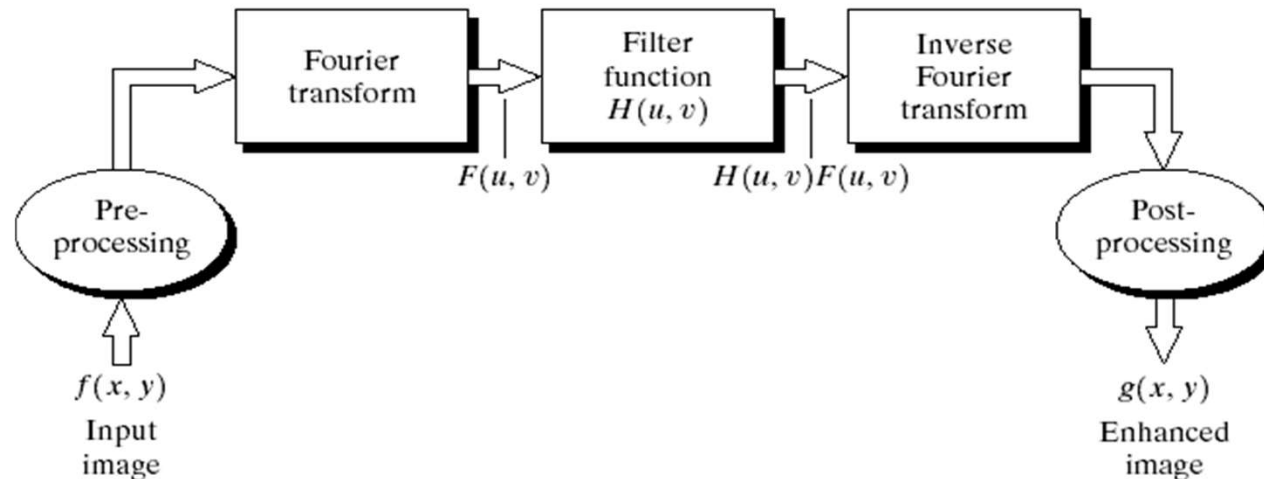 Fourier
transform
Filter
function
H(u, v)
Inverse
Fourier
transform
F(u, v)
H(u, v)F(u, v)
Pre-
processing
Post-
processing
f(x, y)
Input
image
g(x, y)
Enhanced
image